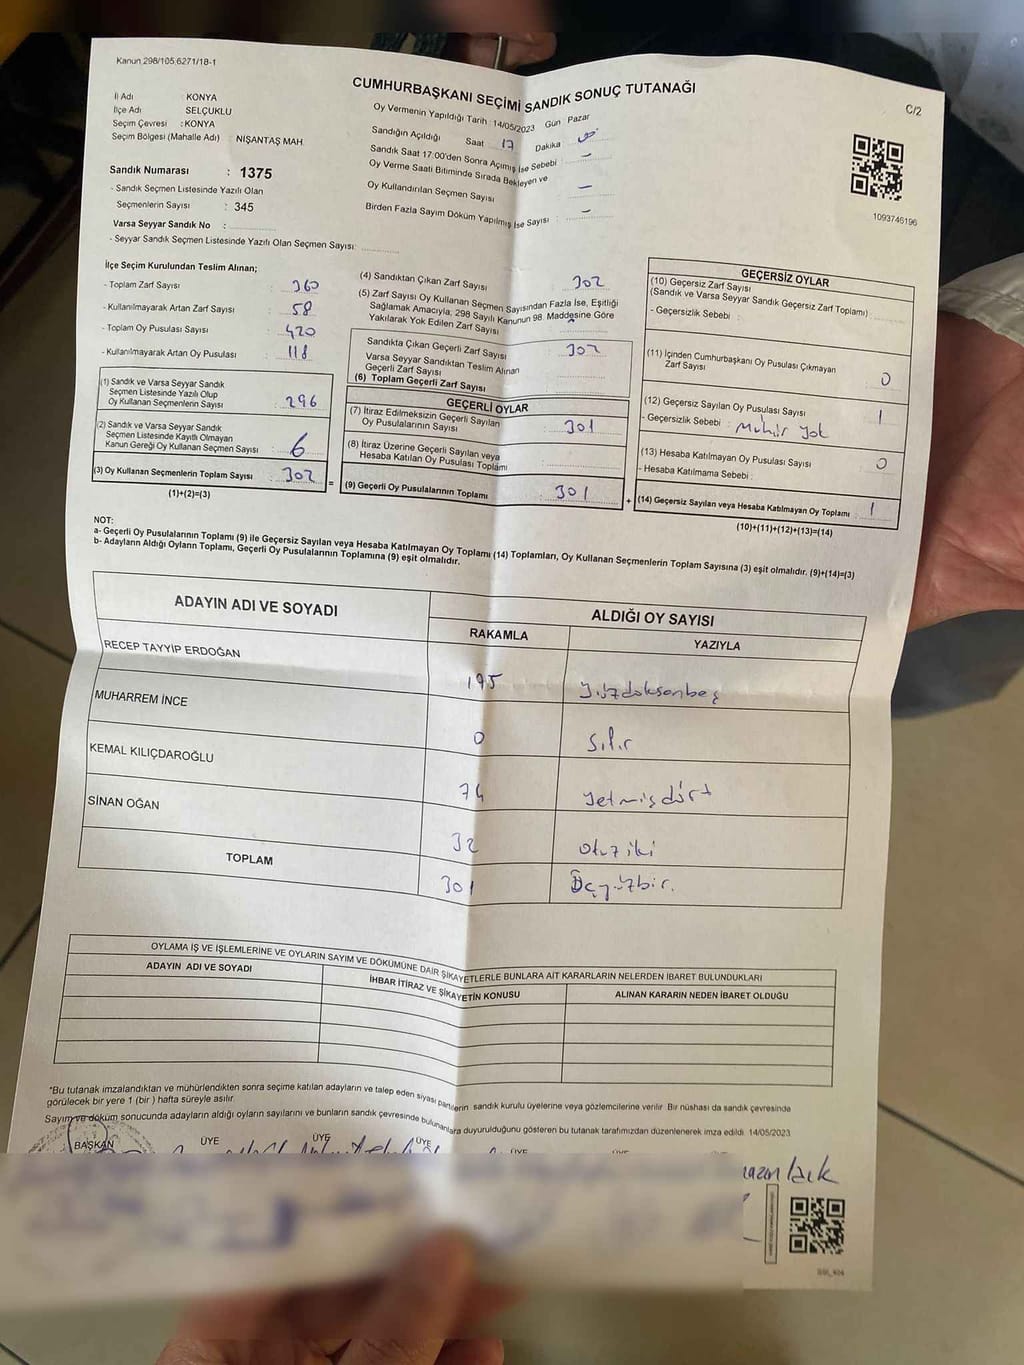 Kanun 298/105.6271/18-1
CUMHURBAŞKANI SEÇİMİ SANDIK SONUÇ TUTANAĞI
C/2
İl Adı : KONYA
İlçe Adı : SELÇUKLU
Seçim Çevresi : KONYA
Seçim Bölgesi (Mahalle Adı) : NİŞANTAŞ MAH.
Sandık Numarası : 1375
- Sandık Seçmen Listesinde Yazılı Olan
Seçmenlerin Sayısı : 345
Varsa Seyyar Sandık No :
- Seyyar Sandık Seçmen Listesinde Yazılı Olan Seçmen Sayısı:
Oy Vermenin Yapıldığı Tarih : 14/05/2023 Gün Pazar
Sandığın Açıldığı Saat 17 Dakika
Sandık Saat 17:00'den Sonra Açımış İse Sebebi : –
Oy Verme Saati Bitiminde Sırada Bekleyen ve
Oy Kullandırılan Seçmen Sayısı : –
Birden Fazla Sayım Döküm Yapılmış İse Sayısı : –
1093746196
İlçe Seçim Kurulundan Teslim Alınan;
- Toplam Zarf Sayısı : 360
- Kullanılmayarak Artan Zarf Sayısı : 58
- Toplam Oy Pusulası Sayısı : 420
- Kullanılmayarak Artan Oy Pusulası : 118
(1) Sandık ve Varsa Seyyar Sandık
Seçmen Listesinde Yazılı Olup
Oy Kullanan Seçmenlerin Sayısı : 296
(2) Sandık ve Varsa Seyyar Sandık
Seçmen Listesinde Kayıtlı Olmayan
Kanun Gereği Oy Kullanan Seçmen Sayısı : 6
(3) Oy Kullanan Seçmenlerin Toplam Sayısı : 302
(1)+(2)=(3)
(4) Sandıktan Çıkan Zarf Sayısı : 302
(5) Zarf Sayısı Oy Kullanan Seçmen Sayısından Fazla İse, Eşitliği
Sağlamak Amacıyla, 298 Sayılı Kanunun 98. Maddesine Göre
Yakılarak Yok Edilen Zarf Sayısı
Sandıkta Çıkan Geçerli Zarf Sayısı : 302
Varsa Seyyar Sandıktan Teslim Alınan
Geçerli Zarf Sayısı
(6) Toplam Geçerli Zarf Sayısı
GEÇERLİ OYLAR
(7) İtiraz Edilmeksizin Geçerli Sayılan
Oy Pusulalarının Sayısı : 301
(8) İtiraz Üzerine Geçerli Sayılan veya
Hesaba Katılan Oy Pusulası Toplamı
= (9) Geçerli Oy Pusulalarının Toplamı : 301
GEÇERSİZ OYLAR
(10) Geçersiz Zarf Sayısı
(Sandık ve Varsa Seyyar Sandık Geçersiz Zarf Toplamı)
- Geçersizlik Sebebi :
(11) İçinden Cumhurbaşkanı Oy Pusulası Çıkmayan
Zarf Sayısı : 0
(12) Geçersiz Sayılan Oy Pusulası Sayısı : 1
- Geçersizlik Sebebi : Mühür yok
(13) Hesaba Katılmayan Oy Pusulası Sayısı : 0
- Hesaba Katılmama Sebebi :
+ (14) Geçersiz Sayılan veya Hesaba Katılmayan Oy Toplamı : 1
(10)+(11)+(12)+(13)=(14)
NOT:
a- Geçerli Oy Pusulalarının Toplamı (9) ile Geçersiz Sayılan veya Hesaba Katılmayan Oy Toplamı (14) Toplamları, Oy Kullanan Seçmenlerin Toplam Sayısına (3) eşit olmalıdır. (9)+(14)=(3)
b- Adayların Aldığı Oyların Toplamı, Geçerli Oy Pusulalarının Toplamına (9) eşit olmalıdır.
ADAYIN ADI VE SOYADI ALDIĞI OY SAYISI
RAKAMLA YAZIYLA
RECEP TAYYİP ERDOĞAN 195 Yüzdoksanbeş
MUHARREM İNCE 0 Sıfır
KEMAL KILIÇDAROĞLU 74 Yetmişdört
SİNAN OĞAN 32 Otuziki
TOPLAM 301 Üçyüzbir.
OYLAMA İŞ VE İŞLEMLERİNE VE OYLARIN SAYIM VE DÖKÜMÜNE DAİR ŞİKAYETLERLE BUNLARA AİT KARARLARIN NELERDEN İBARET BULUNDUKLARI
ADAYIN ADI VE SOYADI İHBAR İTİRAZ VE ŞİKAYETİN KONUSU ALINAN KARARIN NEDEN İBARET OLDUĞU
*Bu tutanak imzalandıktan ve mühürlendikten sonra seçime katılan adayların ve talep eden siyasi partilerin sandık kurulu üyelerine veya gözlemcilerine verilir. Bir nüshası da sandık çevresinde
görülecek bir yere 1 (bir) hafta süreyle asılır.
Sayım ve döküm sonucunda adayların aldığı oyların sayılarını ve bunların sandık çevresinde bulunanlara duyurulduğunu gösteren bu tutanak tarafımızdan düzenlenerek imza edildi. 14/05/2023
BAŞKAN ÜYE ÜYE ÜYE ÜYE